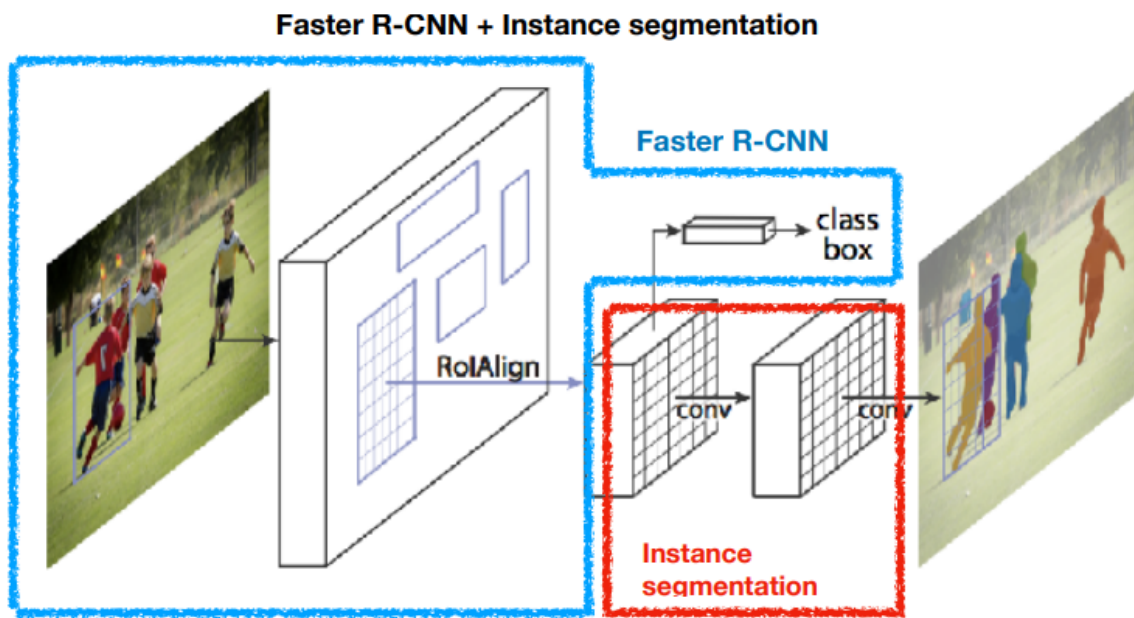 Faster R-CNN + Instance segmentation
Faster R-CNN
class
box
RoIAlign
conv
conv
Instance
segmentation